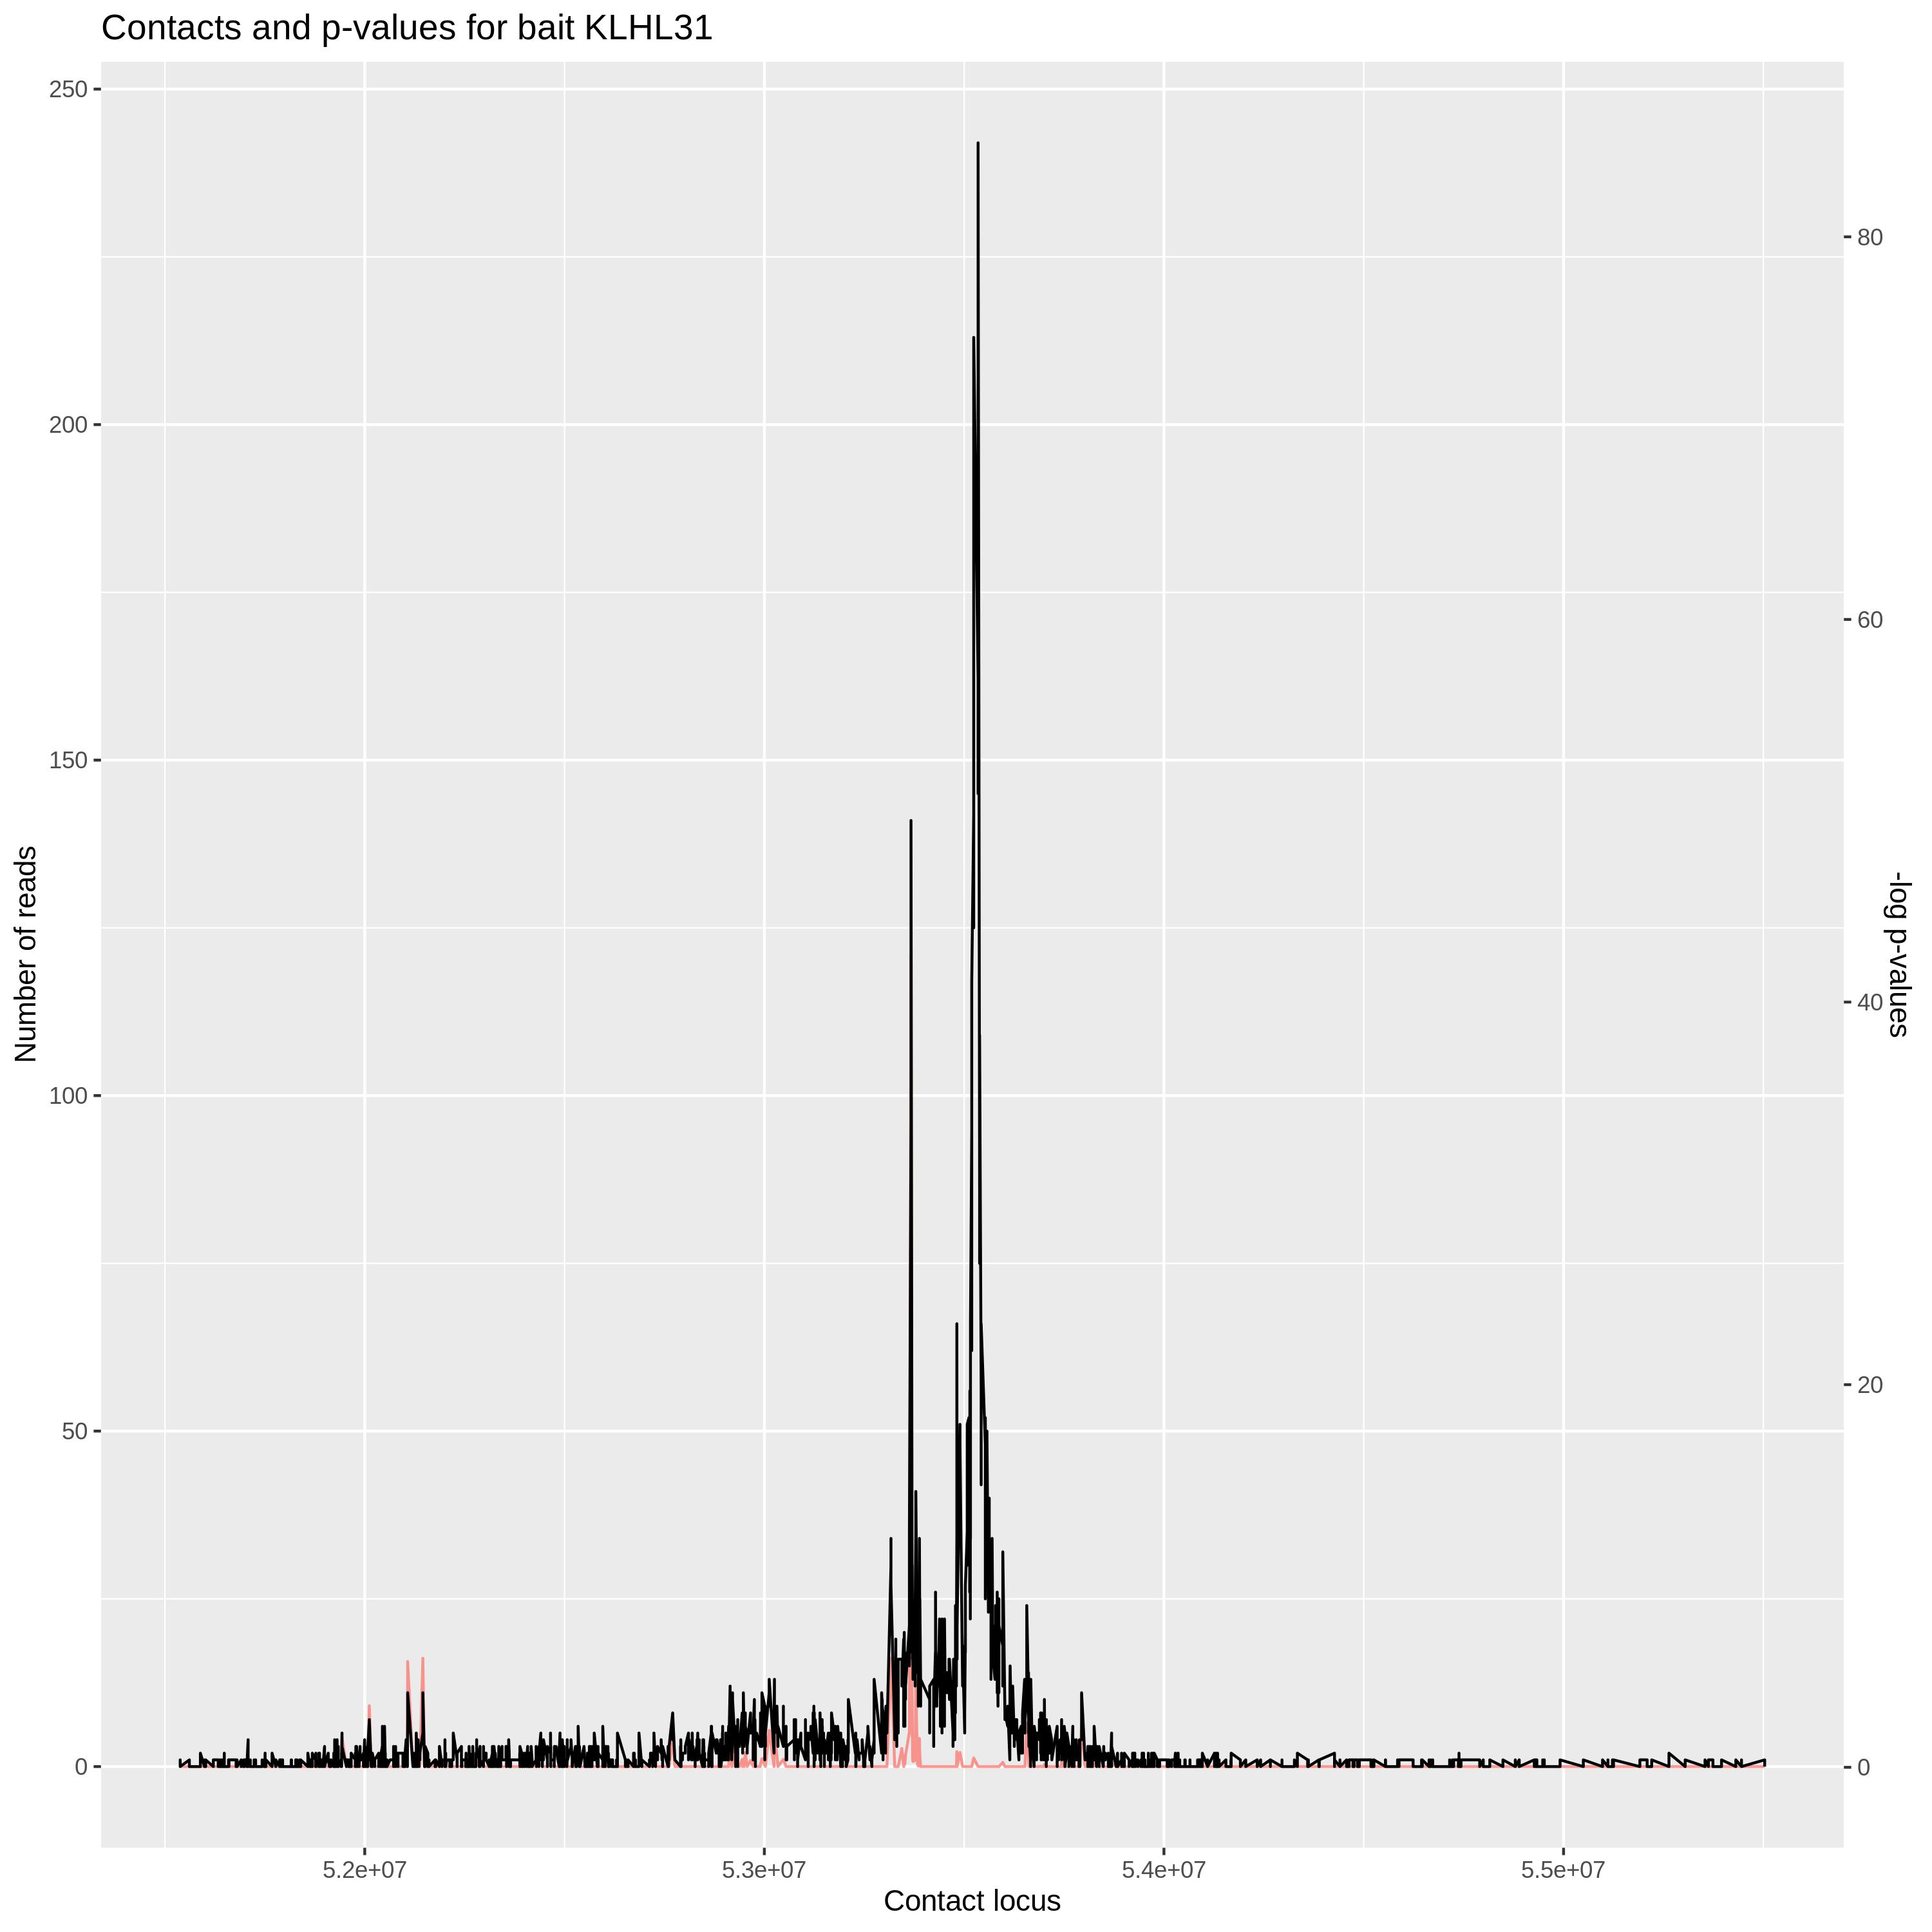 Contacts and p-values for bait KLHL31
250
200
150
100
50
0
Number of reads
80
60
40
20
0
-log p-values
5.2e+07
5.3e+07
5.4e+07
5.5e+07
Contact locus